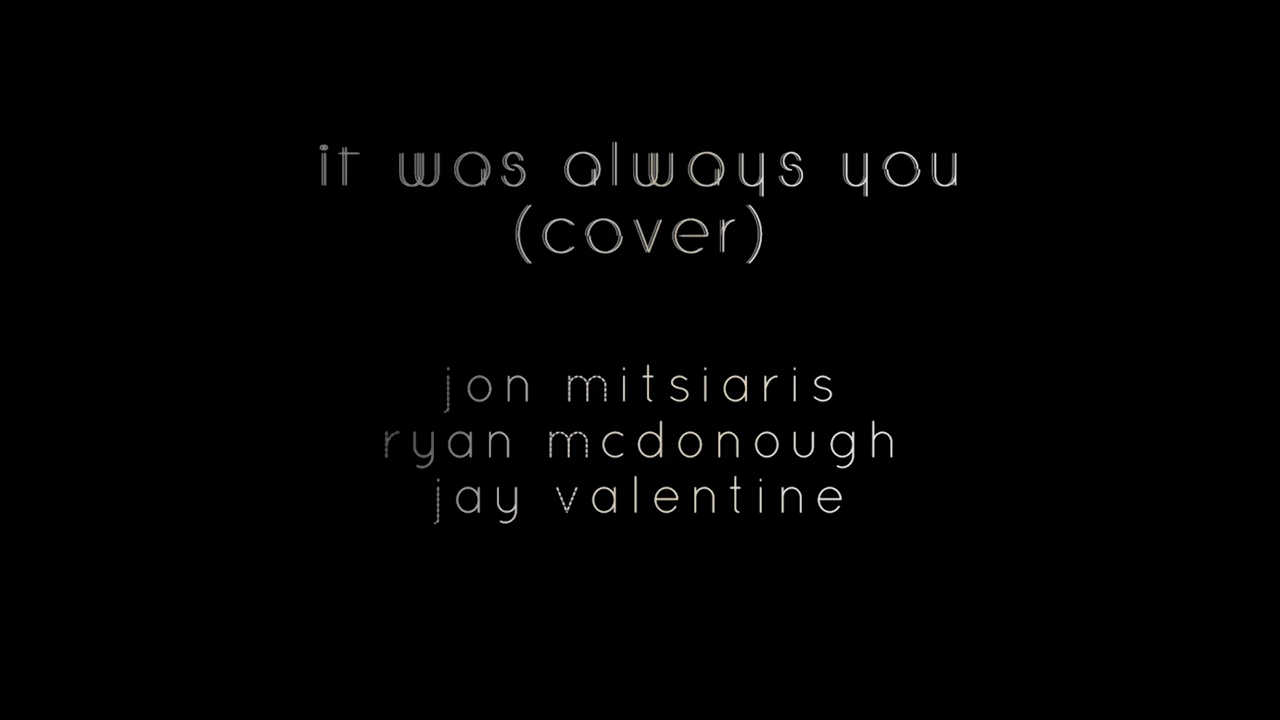 it was always you
(cover)
jon mitsiaris
ryan mcdonough
jay valentine